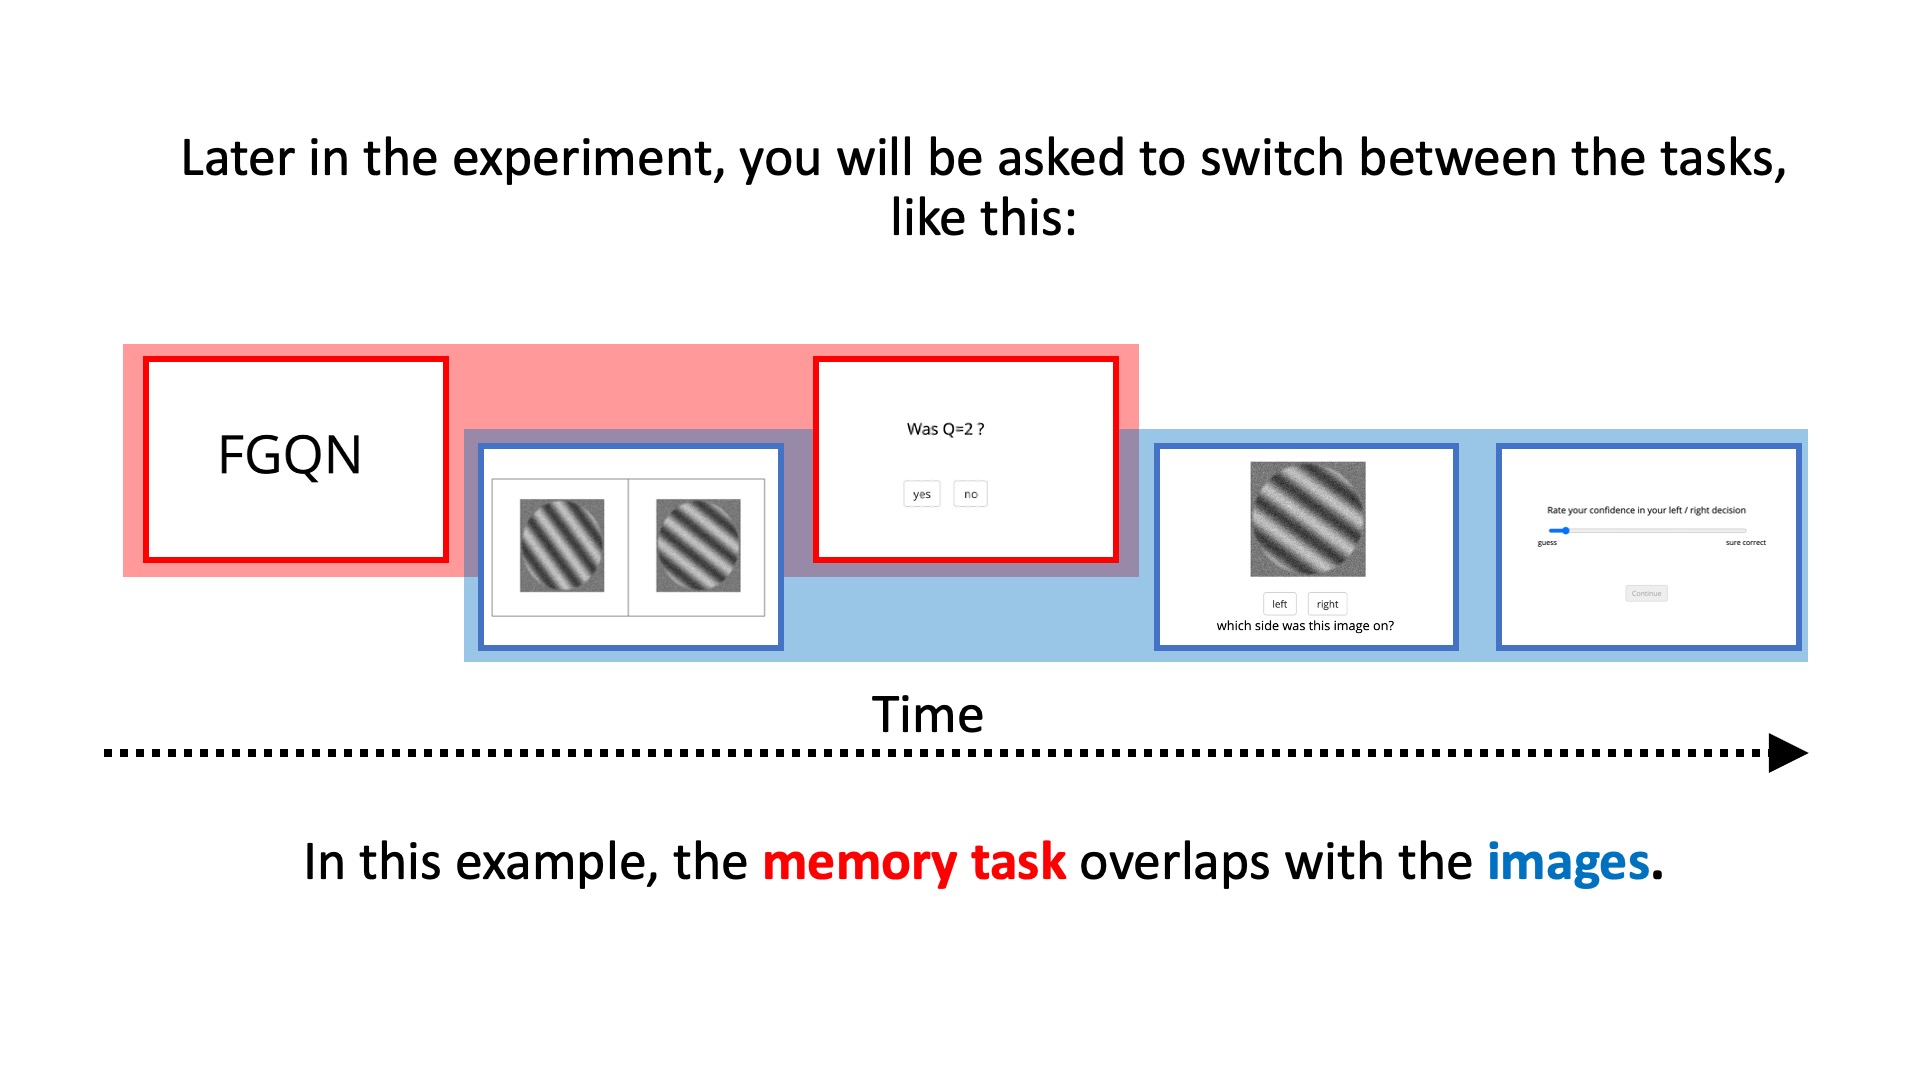 Later in the experiment, you will be asked to switch between the tasks,
like this:
FGQN
Was Q=2 ?
yes no
left right
which side was this image on?
Rate your confidence in your left / right decision
guess sure correct
Continue
Time
In this example, the memory task overlaps with the images.